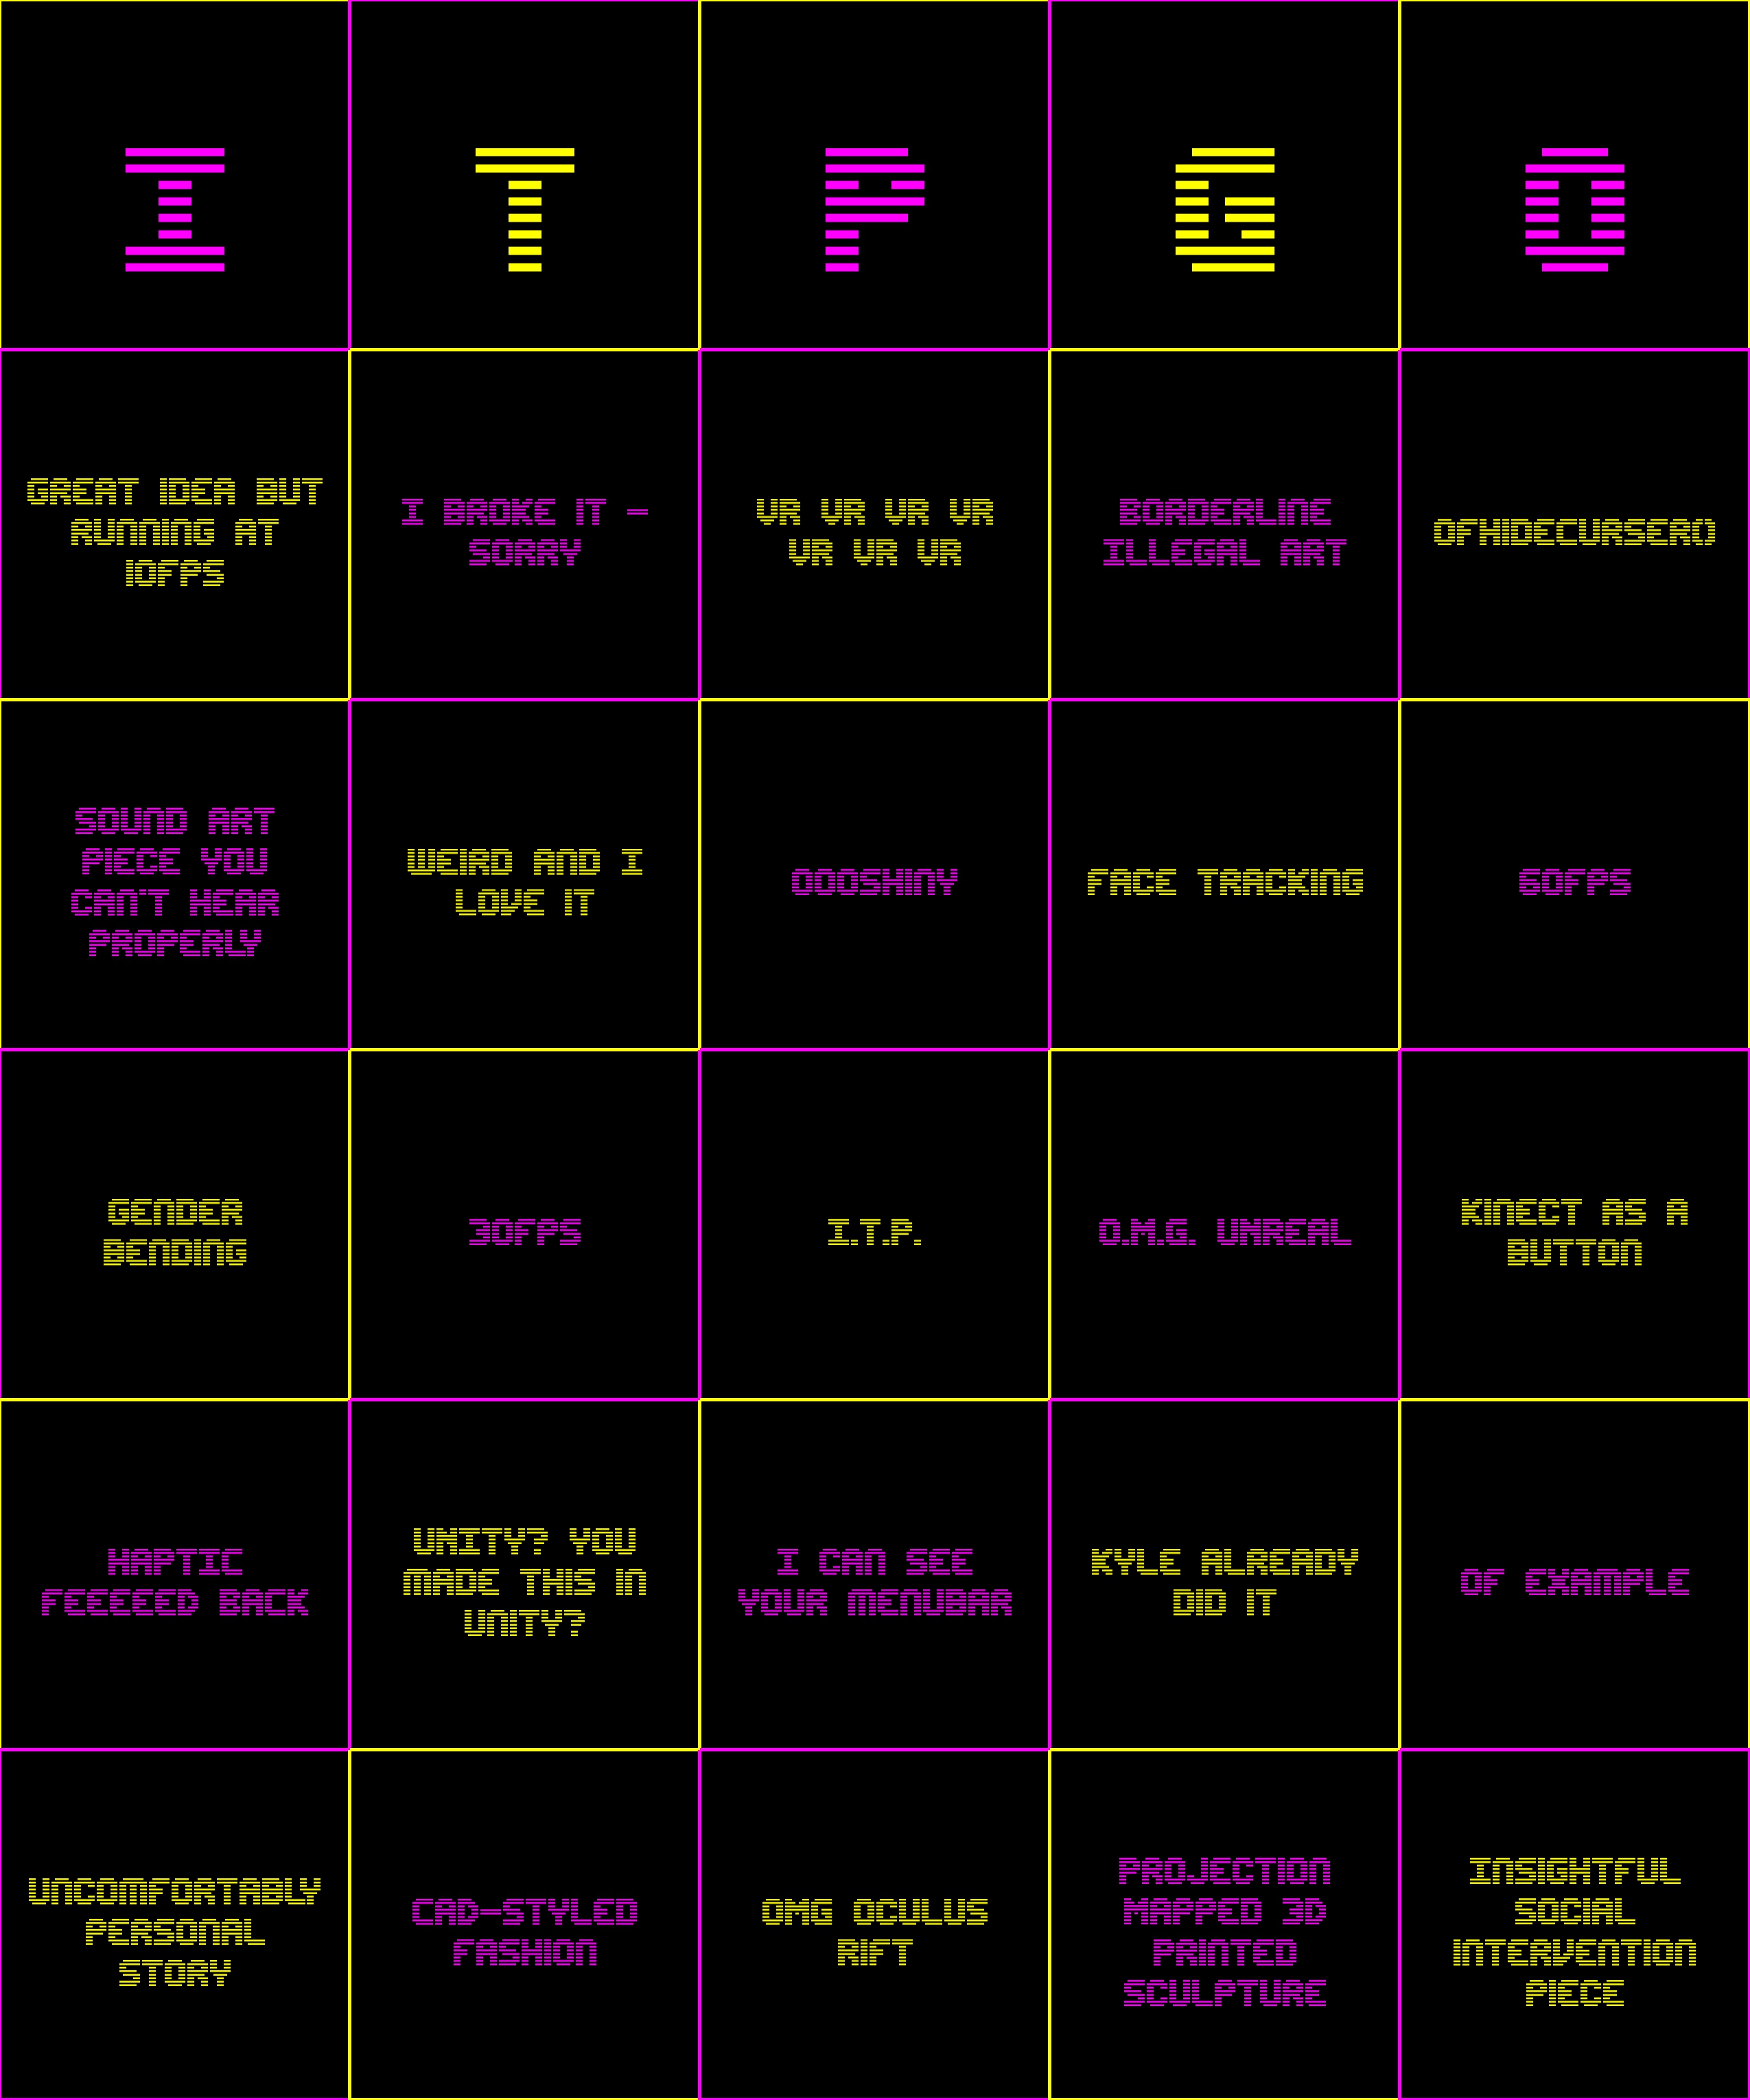 I T P G O
GREAT IDEA BUT
RUNNING AT
10FPS
I BROKE IT -
SORRY
VR VR VR VR
VR VR VR
BORDERLINE
ILLEGAL ART
OFHIDECURSERO
SOUND ART
PIECE YOU
CAN'T HEAR
PROPERLY
WEIRD AND I
LOVE IT
OOOSHINY
FACE TRACKING
60FPS
GENDER
BENDING
30FPS
I.T.P.
O.M.G. UNREAL
KINECT AS A
BUTTON
HAPTIC
FEEEEED BACK
UNITY? YOU
MADE THIS IN
UNITY?
I CAN SEE
YOUR MENUBAR
KYLE ALREADY
DID IT
OF EXAMPLE
UNCOMFORTABLY
PERSONAL
STORY
CAD-STYLED
FASHION
OMG OCULUS
RIFT
PROJECTION
MAPPED 3D
PRINTED
SCULPTURE
INSIGHTFUL
SOCIAL
INTERVENTION
PIECE